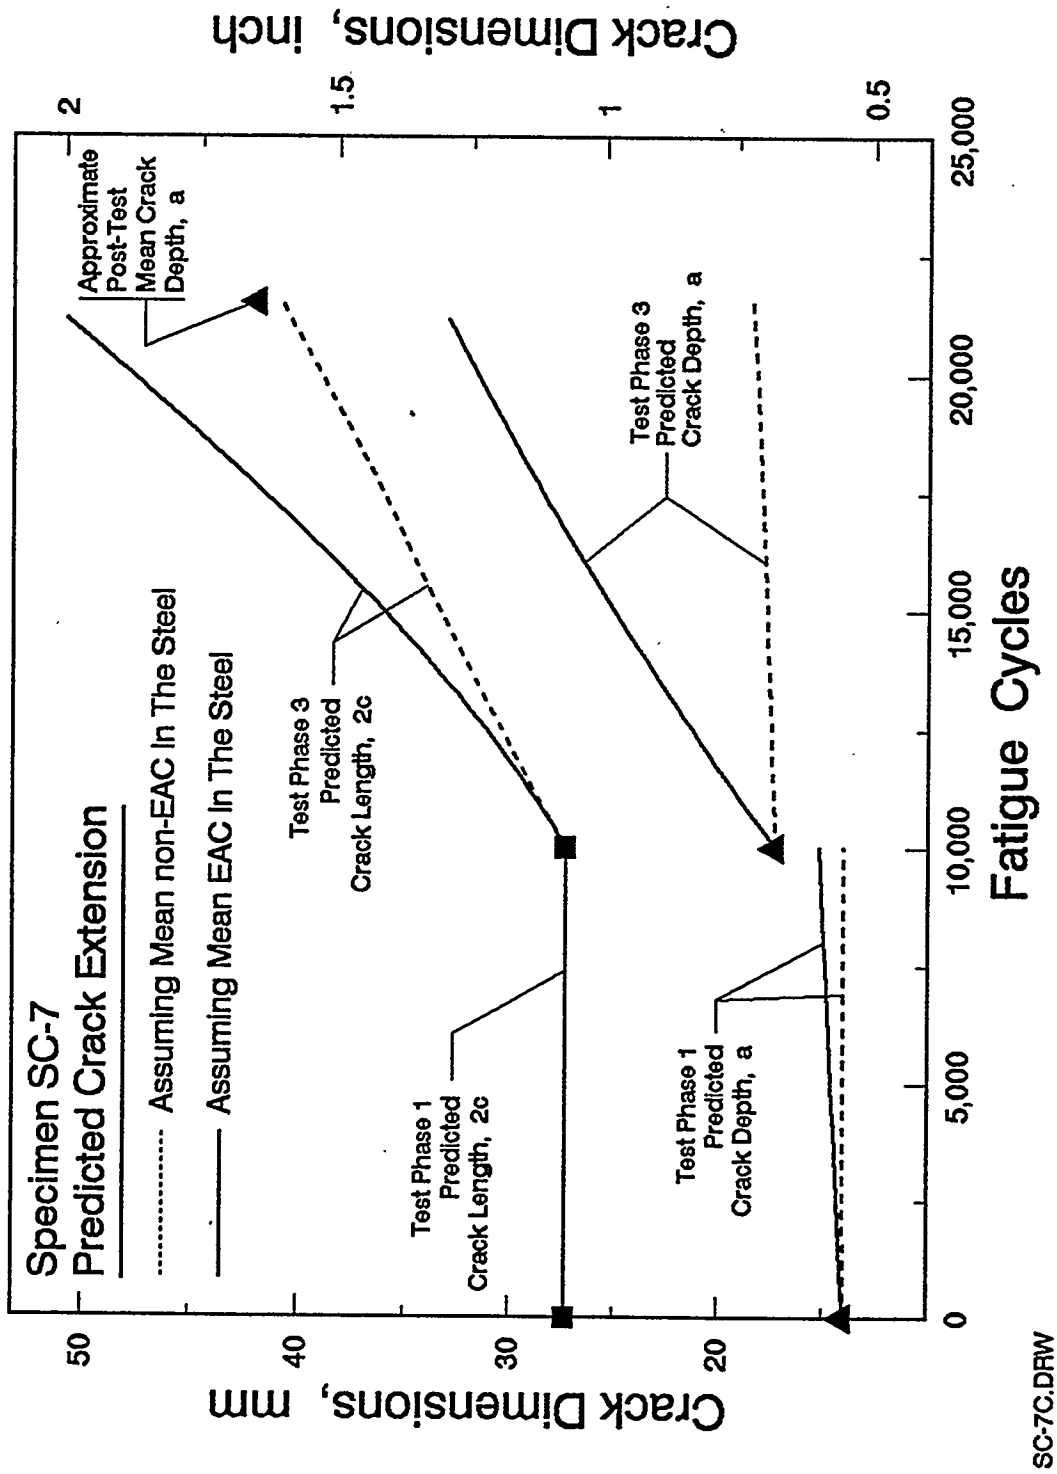 Specimen SC-7
Predicted Crack Extension
Assuming Mean non-EAC In The Steel
Assuming Mean EAC In The Steel
Approximate
Post-Test
Mean Crack
Depth, a
Test Phase 3
Predicted
Crack Length, 2c
Test Phase 1
Predicted
Crack Length, 2c
Test Phase 3
Predicted
Crack Depth, a
Test Phase 1
Predicted
Crack Depth, a
Crack Dimensions, mm
50
40
30
20
Crack Dimensions, inch
2
1.5
1
0.5
0
5,000
10,000
15,000
20,000
25,000
Fatigue Cycles
SC-7C.DRW